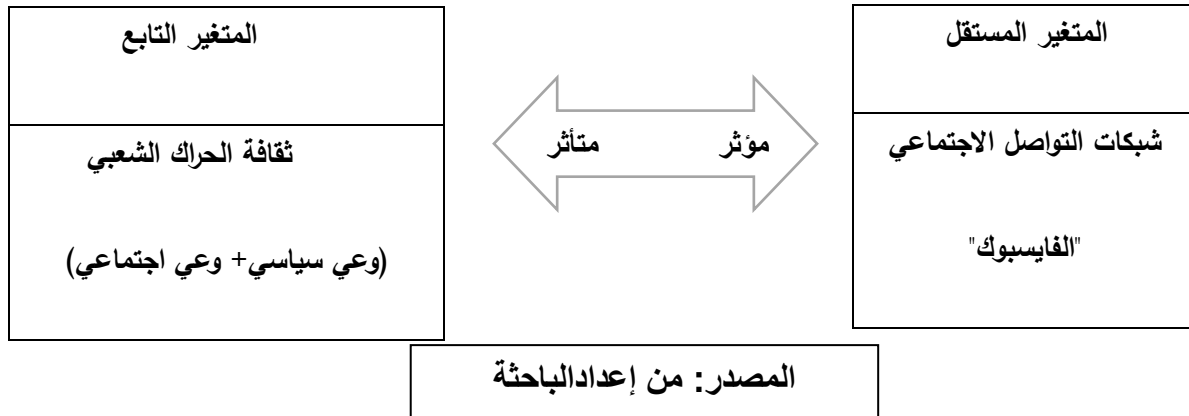 المتغير المستقل
شبكات التواصل الاجتماعي
"الفايسبوك"
مؤثر
متأثر
المتغير التابع
ثقافة الحراك الشعبي
(وعي سياسي+ وعي اجتماعي)
المصدر: من إعدادالباحثة